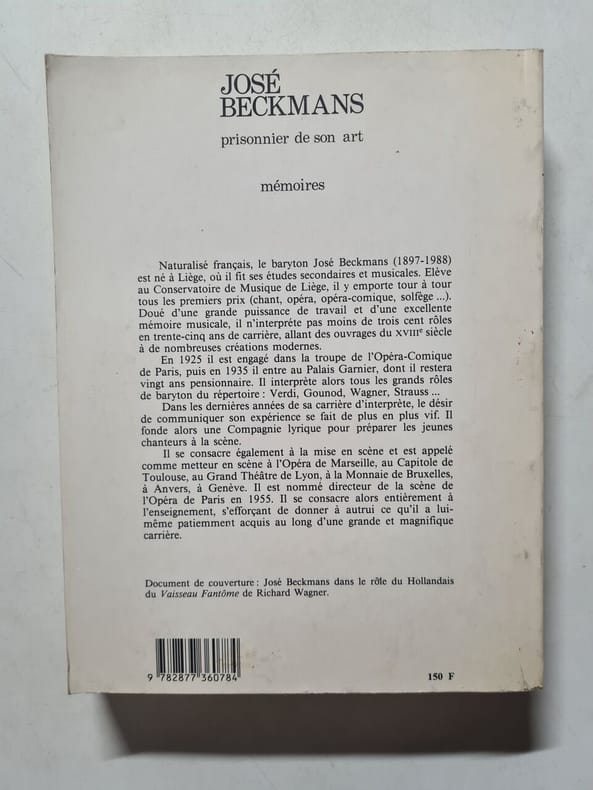 JOSÉ
BECKMANS
prisonnier de son art
mémoires
Naturalisé français, le baryton José Beckmans (1897-1988)
est né à Liège, où il fit ses études secondaires et musicales. Elève
au Conservatoire de Musique de Liège, il y emporte tour à tour
tous les premiers prix (chant, opéra, opéra-comique, solfège ...).
Doué d'une grande puissance de travail et d'une excellente
mémoire musicale, il n'interpréte pas moins de trois cent rôles
en trente-cinq ans de carrière, allant des ouvrages du XVIIIe siècle
à de nombreuses créations modernes.
En 1925 il est engagé dans la troupe de l'Opéra-Comique
de Paris, puis en 1935 il entre au Palais Garnier, dont il restera
vingt ans pensionnaire. Il interprète alors tous les grands rôles
de baryton du répertoire : Verdi, Gounod, Wagner, Strauss ...
Dans les dernières années de sa carrière d'interprète, le désir
de communiquer son expérience se fait de plus en plus vif. Il
fonde alors une Compagnie lyrique pour préparer les jeunes
chanteurs à la scène.
Il se consacre également à la mise en scène et est appelé
comme metteur en scène à l'Opéra de Marseille, au Capitole de
Toulouse, au Grand Théâtre de Lyon, à la Monnaie de Bruxelles,
à Anvers, à Genève. Il est nommé directeur de la scène de
l'Opéra de Paris en 1955. Il se consacre alors entièrement à
l'enseignement, s'efforçant de donner à autrui ce qu'il a lui-
même patiemment acquis au long d'une grande et magnifique
carrière.
Document de couverture : José Beckmans dans le rôle du Hollandais
du Vaisseau Fantôme de Richard Wagner.
9 782877 360784
150 F